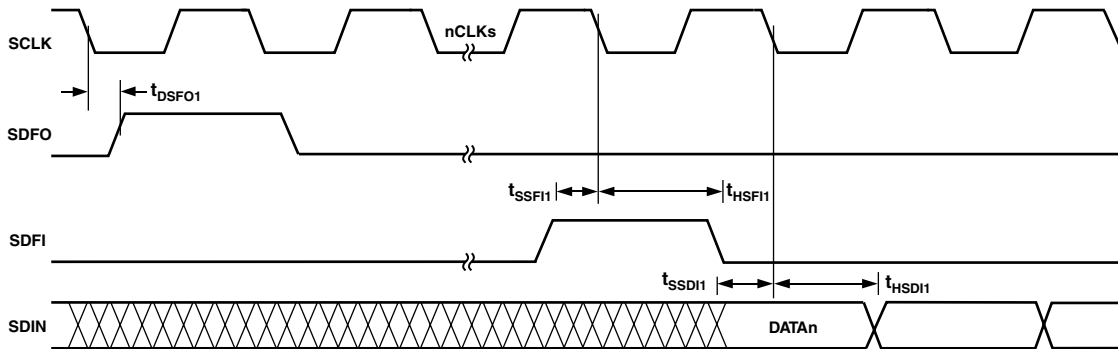 SCLK
nCLKs
tDSFO1
SDFO
tSSFI1
tHSFI1
SDFI
tSSDI1
tHSDI1
SDIN
DATAn